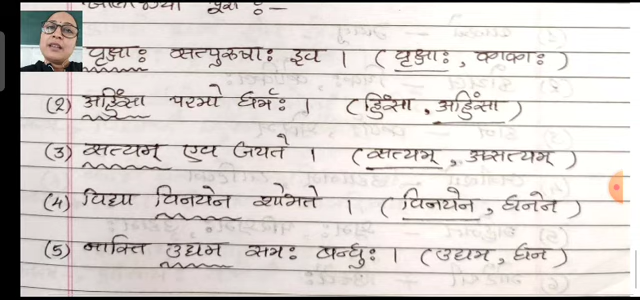 पूरा :—
वृक्षाः सत्पुरुषाः इव । ( वृक्षाः , काकाः )
(2) अहिंसा परमो धर्मः । ( हिंसा , अहिंसा )
(3) सत्यम् एव जयते । ( सत्यम् , असत्यम् )
(4) विद्या विनयेन शोभते । ( विनयेन , धनेन )
(5) नास्ति उद्यम समः बन्धुः । ( उद्यम , धन )